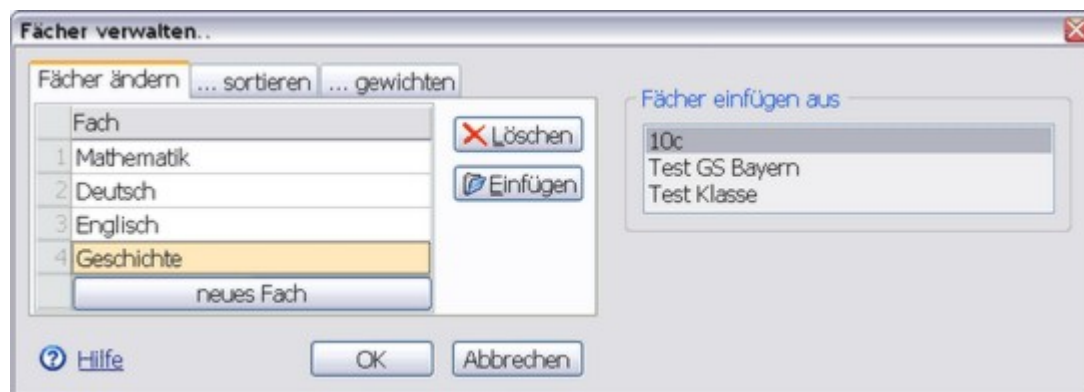 Fächer verwalten..
Fächer ändern ... sortieren ... gewichten
Fach
1 Mathematik
2 Deutsch
3 Englisch
4 Geschichte
neues Fach
Löschen
Einfügen
Fächer einfügen aus
10c
Test GS Bayern
Test Klasse
Hilfe
OK
Abbrechen